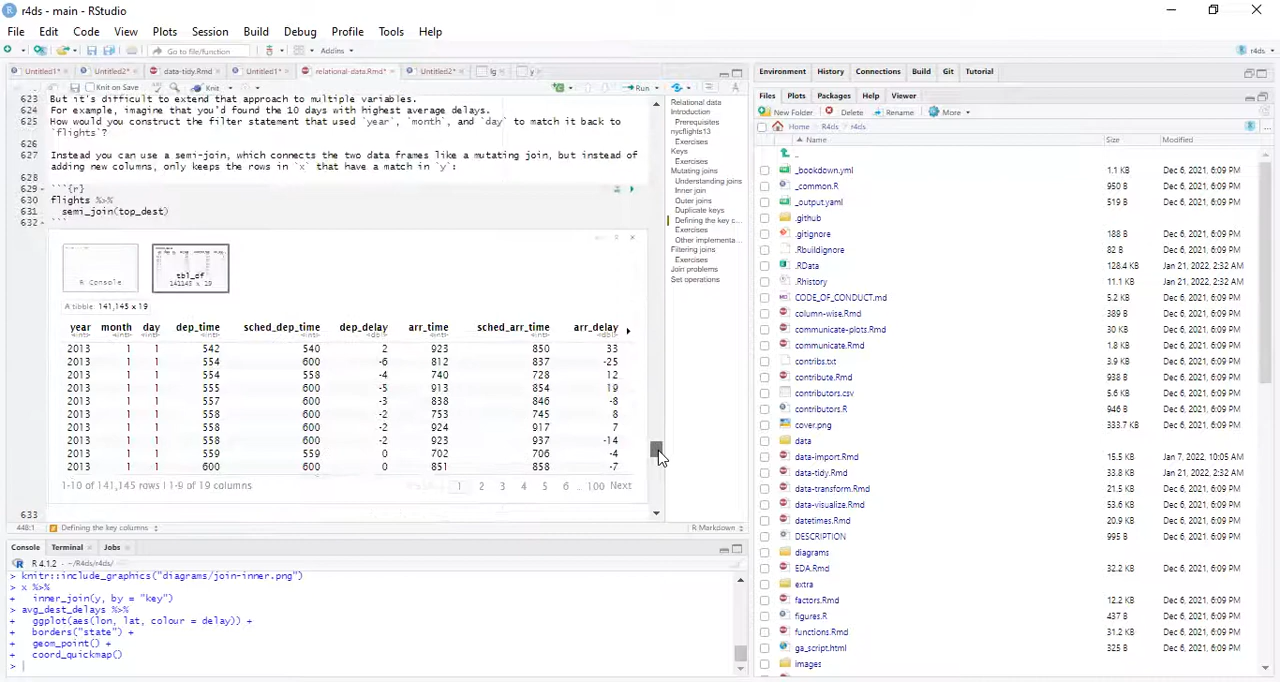 r4ds - main - RStudio
File Edit Code View Plots Session Build Debug Profile Tools Help
Go to file/function Addins r4ds
Untitled1* Untitled2* data-tidy.Rmd Untitled1* relational-data.Rmd* Untitled2*
Knit on Save Knit Run
623 But it's difficult to extend that approach to multiple variables.
624 For example, imagine that you'd found the 10 days with highest average delays.
625 How would you construct the filter statement that used `year`, `month`, and `day` to match it back to
`flights`?
626
627 Instead you can use a semi-join, which connects the two data frames like a mutating join, but instead of
adding new columns, only keeps the rows in `x` that have a match in `y`:
628
629 ```{r}
630 flights %>%
631 semi_join(top_dest)
632 ```
R Console
tbl_df
141145 x 19
A tibble: 141,145 x 19
year month day dep_time sched_dep_time dep_delay arr_time sched_arr_time arr_delay
<int> <int> <int> <int> <int> <dbl> <int> <int> <dbl>
2013 1 1 542 540 2 923 850 33
2013 1 1 554 600 -6 812 837 -25
2013 1 1 554 558 -4 740 728 12
2013 1 1 555 600 -5 913 854 19
2013 1 1 557 600 -3 838 846 -8
2013 1 1 558 600 -2 753 745 8
2013 1 1 558 600 -2 924 917 7
2013 1 1 558 600 -2 923 937 -14
2013 1 1 559 559 0 702 706 -4
2013 1 1 600 600 0 851 858 -7
1-10 of 141,145 rows | 1-9 of 19 columns
1 2 3 4 5 6 ... 100 Next
633
448:1 Defining the key columns R Markdown
Relational data
Introduction
Prerequisites
nycflights13
Exercises
Keys
Exercises
Mutating joins
Understanding joins
Inner join
Outer joins
Duplicate keys
Defining the key c...
Exercises
Other implementa...
Filtering joins
Exercises
Join problems
Set operations
Console Terminal Jobs
R 4.1.2 · ~/R4ds/r4ds/
> knitr::include_graphics("diagrams/join-inner.png")
> x %>%
+ inner_join(y, by = "key")
> avg_dest_delays %>%
+ ggplot(aes(lon, lat, colour = delay)) +
+ borders("state") +
+ geom_point() +
+ coord_quickmap()
>
Environment History Connections Build Git Tutorial
Files Plots Packages Help Viewer
New Folder Delete Rename More
Home R4ds r4ds
Name Size Modified
..
_bookdown.yml 1.1 KB Dec 6, 2021, 6:09 PM
_common.R 950 B Dec 6, 2021, 6:09 PM
_output.yaml 519 B Dec 6, 2021, 6:09 PM
.github
.gitignore 188 B Dec 6, 2021, 6:09 PM
.Rbuildignore 82 B Dec 6, 2021, 6:09 PM
.RData 128.4 KB Jan 21, 2022, 2:32 AM
.Rhistory 11.1 KB Jan 21, 2022, 2:32 AM
CODE_OF_CONDUCT.md 5.2 KB Dec 6, 2021, 6:09 PM
column-wise.Rmd 389 B Dec 6, 2021, 6:09 PM
communicate-plots.Rmd 30 KB Dec 6, 2021, 6:09 PM
communicate.Rmd 1.8 KB Dec 6, 2021, 6:09 PM
contribs.txt 3.9 KB Dec 6, 2021, 6:09 PM
contribute.Rmd 938 B Dec 6, 2021, 6:09 PM
contributors.csv 5.6 KB Dec 6, 2021, 6:09 PM
contributors.R 946 B Dec 6, 2021, 6:09 PM
cover.png 333.7 KB Dec 6, 2021, 6:09 PM
data
data-import.Rmd 15.5 KB Jan 7, 2022, 10:05 AM
data-tidy.Rmd 33.8 KB Jan 21, 2022, 2:32 AM
data-transform.Rmd 21.5 KB Dec 6, 2021, 6:09 PM
data-visualize.Rmd 53.6 KB Dec 6, 2021, 6:09 PM
datetimes.Rmd 20.9 KB Dec 6, 2021, 6:09 PM
DESCRIPTION 995 B Dec 6, 2021, 6:09 PM
diagrams
EDA.Rmd 32.2 KB Dec 6, 2021, 6:09 PM
extra
factors.Rmd 12.2 KB Dec 6, 2021, 6:09 PM
figures.R 437 B Dec 6, 2021, 6:09 PM
functions.Rmd 31.2 KB Dec 6, 2021, 6:09 PM
ga_script.html 325 B Dec 6, 2021, 6:09 PM
images